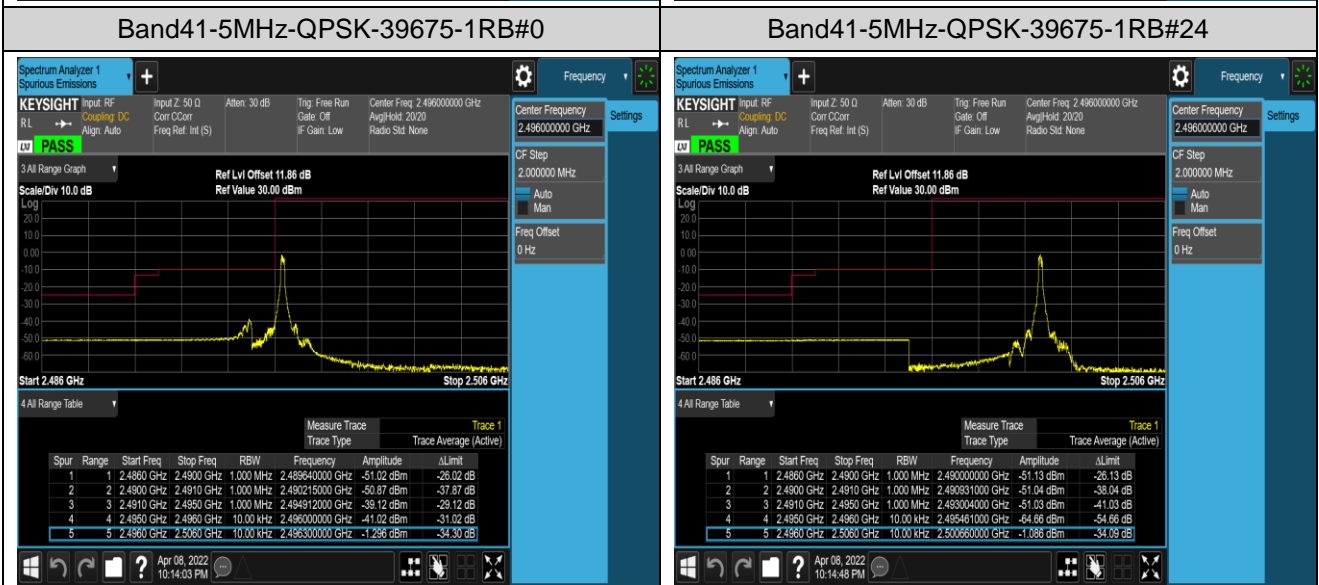 Band41-5MHz-QPSK-39675-1RB#0
Spectrum Analyzer 1
Spurious Emissions
+
Frequency
KEYSIGHT
RL
Input: RF
Coupling: DC
Align: Auto
Input Z: 50 Ω
Corr CCorr
Freq Ref: Int (S)
Atten: 30 dB
Trig: Free Run
Gate: Off
IF Gain: Low
Center Freq: 2.496000000 GHz
Avg|Hold: 20/20
Radio Std: None
LXI PASS
Center Frequency
2.496000000 GHz
Settings
CF Step
2.000000 MHz
Auto
Man
Freq Offset
0 Hz
3 All Range Graph
Ref Lvl Offset 11.86 dB
Scale/Div 10.0 dB
Ref Value 30.00 dBm
Log
20.0
10.0
0.00
-10.0
-20.0
-30.0
-40.0
-50.0
-60.0
Start 2.486 GHz
Stop 2.506 GHz
4 All Range Table
Measure Trace Trace 1
Trace Type Trace Average (Active)
Spur Range Start Freq Stop Freq RBW Frequency Amplitude ΔLimit
1 1 2.4860 GHz 2.4900 GHz 1.000 MHz 2.489640000 GHz -51.02 dBm -26.02 dB
2 2 2.4900 GHz 2.4910 GHz 1.000 MHz 2.490215000 GHz -50.87 dBm -37.87 dB
3 3 2.4910 GHz 2.4950 GHz 1.000 MHz 2.494912000 GHz -39.12 dBm -29.12 dB
4 4 2.4950 GHz 2.4960 GHz 10.00 kHz 2.496000000 GHz -41.02 dBm -31.02 dB
5 5 2.4960 GHz 2.5060 GHz 10.00 kHz 2.496300000 GHz -1.296 dBm -34.30 dB
?
Apr 08, 2022
10:14:03 PM
Band41-5MHz-QPSK-39675-1RB#24
Spectrum Analyzer 1
Spurious Emissions
+
Frequency
KEYSIGHT
RL
Input: RF
Coupling: DC
Align: Auto
Input Z: 50 Ω
Corr CCorr
Freq Ref: Int (S)
Atten: 30 dB
Trig: Free Run
Gate: Off
IF Gain: Low
Center Freq: 2.496000000 GHz
Avg|Hold: 20/20
Radio Std: None
LXI PASS
Center Frequency
2.496000000 GHz
Settings
CF Step
2.000000 MHz
Auto
Man
Freq Offset
0 Hz
3 All Range Graph
Ref Lvl Offset 11.86 dB
Scale/Div 10.0 dB
Ref Value 30.00 dBm
Log
20.0
10.0
0.00
-10.0
-20.0
-30.0
-40.0
-50.0
-60.0
Start 2.486 GHz
Stop 2.506 GHz
4 All Range Table
Measure Trace Trace 1
Trace Type Trace Average (Active)
Spur Range Start Freq Stop Freq RBW Frequency Amplitude ΔLimit
1 1 2.4860 GHz 2.4900 GHz 1.000 MHz 2.490000000 GHz -51.13 dBm -26.13 dB
2 2 2.4900 GHz 2.4910 GHz 1.000 MHz 2.490931000 GHz -51.04 dBm -38.04 dB
3 3 2.4910 GHz 2.4950 GHz 1.000 MHz 2.493004000 GHz -51.03 dBm -41.03 dB
4 4 2.4950 GHz 2.4960 GHz 10.00 kHz 2.495461000 GHz -64.66 dBm -54.66 dB
5 5 2.4960 GHz 2.5060 GHz 10.00 kHz 2.500660000 GHz -1.086 dBm -34.09 dB
?
Apr 08, 2022
10:14:48 PM